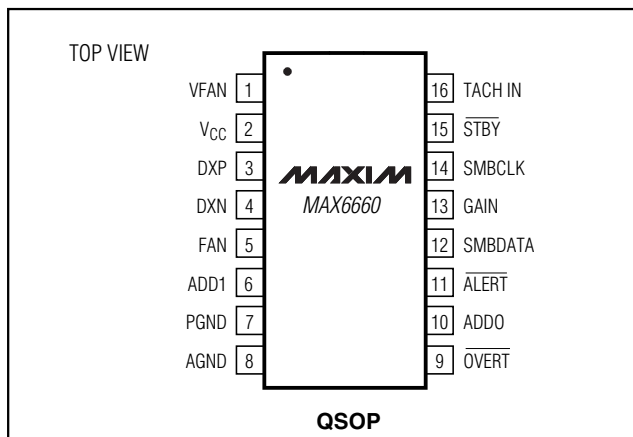 TOP VIEW
VFAN 1
VCC 2
DXP 3
DXN 4
FAN 5
ADD1 6
PGND 7
AGND 8
MAXIM
MAX6660
16 TACH IN
15 STBY
14 SMBCLK
13 GAIN
12 SMBDATA
11 ALERT
10 ADD0
9 OVERT
QSOP